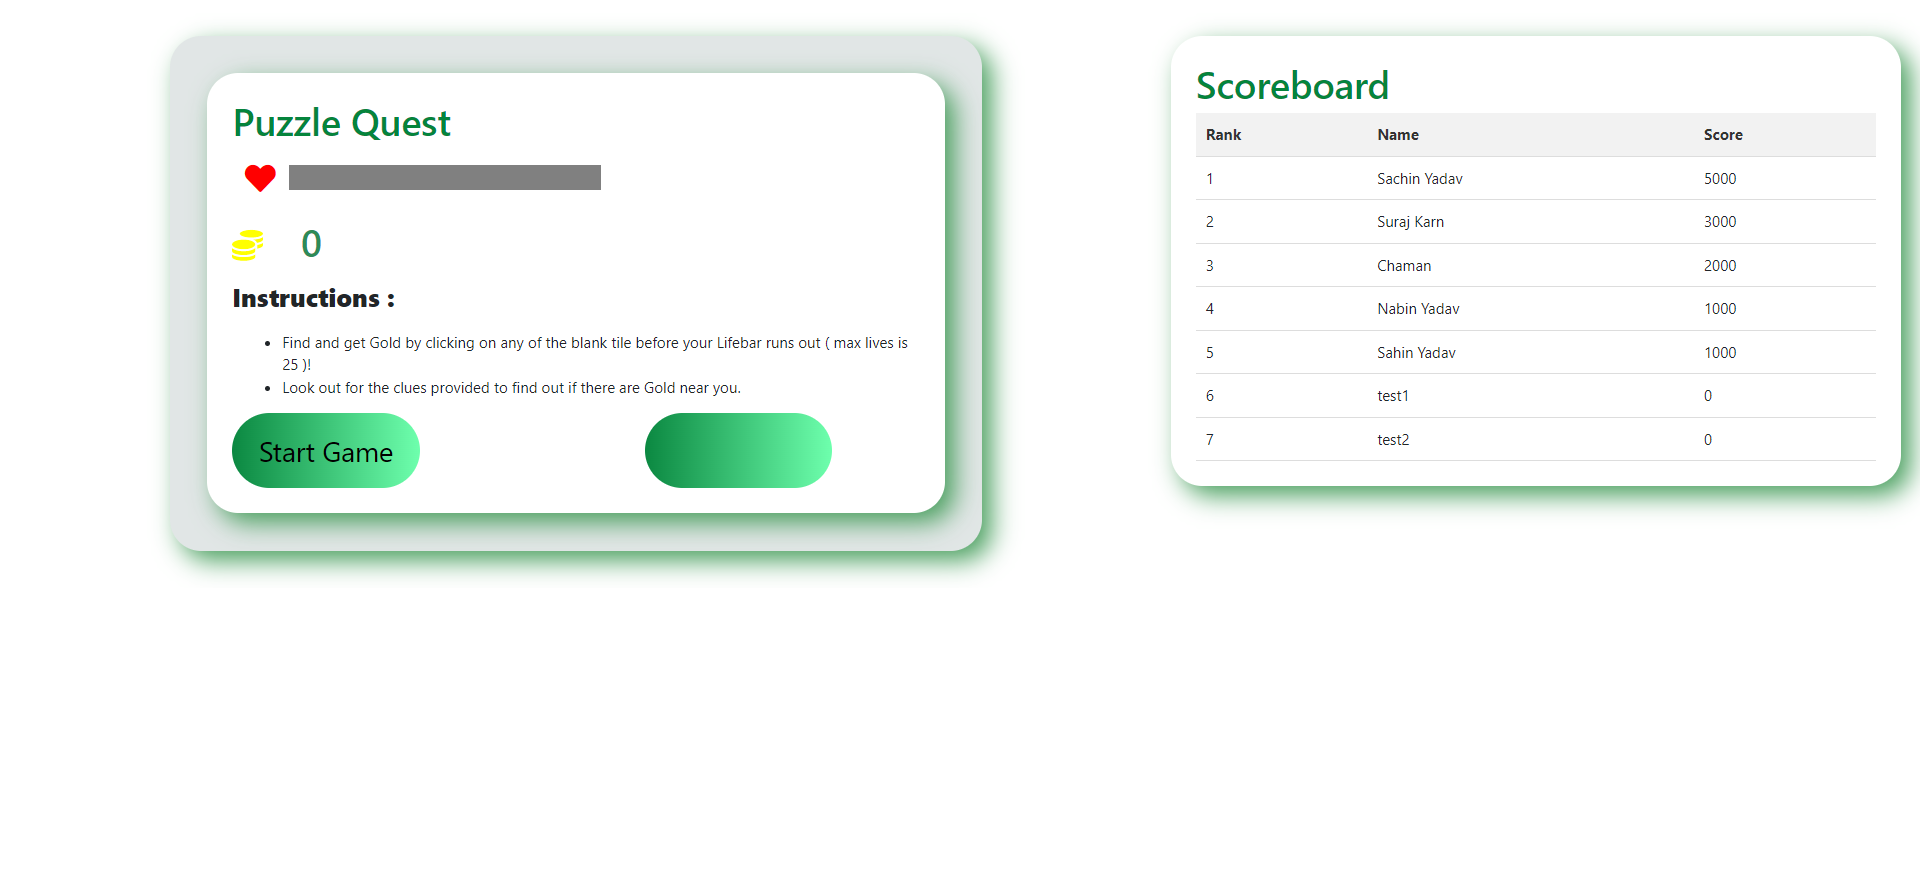 Puzzle Quest
0
Instructions :
• Find and get Gold by clicking on any of the blank tile before your Lifebar runs out ( max lives is
25 )!
• Look out for the clues provided to find out if there are Gold near you.
Start Game
Scoreboard
Rank Name Score
1 Sachin Yadav 5000
2 Suraj Karn 3000
3 Chaman 2000
4 Nabin Yadav 1000
5 Sahin Yadav 1000
6 test1 0
7 test2 0